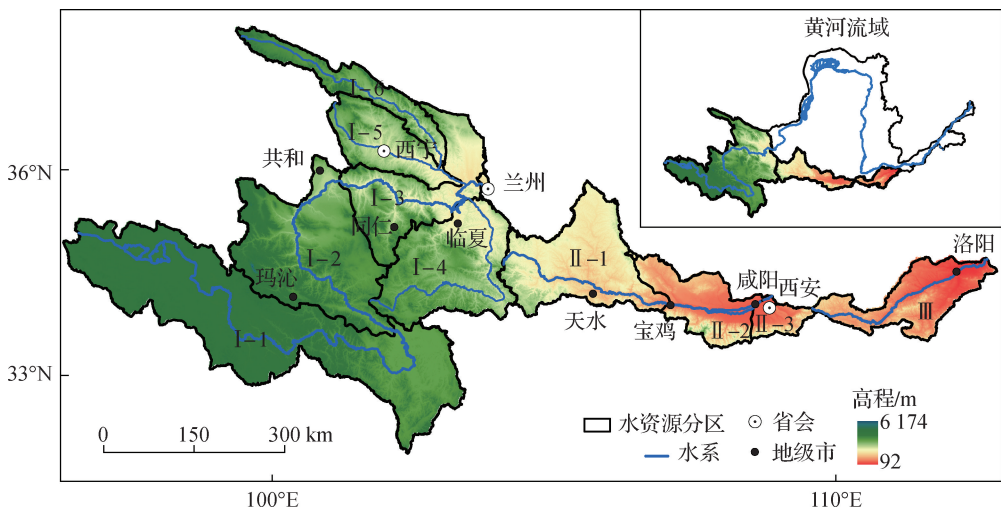 黄河流域
Ⅰ-6
Ⅰ-5
西宁
共和
36°N
兰州
Ⅰ-3
同仁
临夏
洛阳
Ⅰ-2
Ⅰ-4
Ⅱ-1
玛沁
咸阳
西安
天水
宝鸡
Ⅱ-2
Ⅱ-3
Ⅲ
Ⅰ-1
33°N
高程/m
6 174
92
0 150 300 km
水资源分区
省会
水系
地级市
100°E
110°E